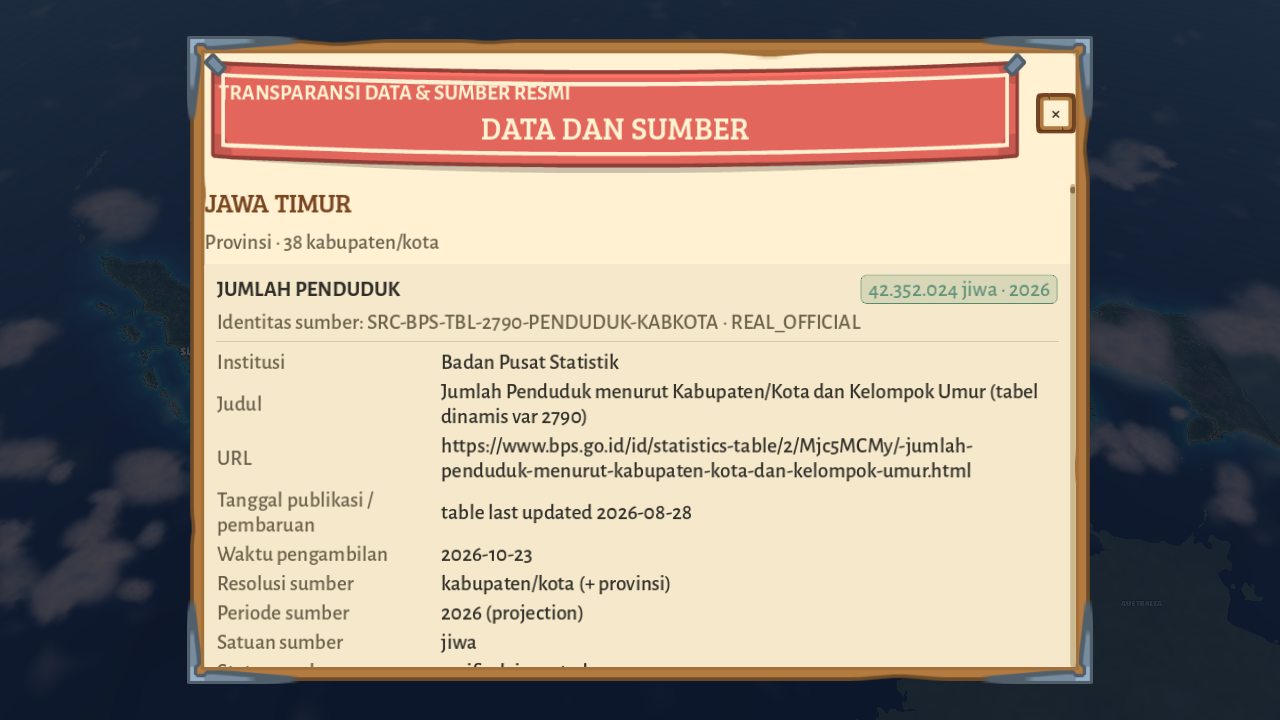 TRANSPARANSI DATA & SUMBER RESMI
DATA DAN SUMBER
×
JAWA TIMUR
Provinsi · 38 kabupaten/kota
JUMLAH PENDUDUK
42.352.024 jiwa · 2026
Identitas sumber: SRC-BPS-TBL-2790-PENDUDUK-KABKOTA · REAL_OFFICIAL
Institusi
Badan Pusat Statistik
Judul
Jumlah Penduduk menurut Kabupaten/Kota dan Kelompok Umur (tabel
dinamis var 2790)
URL
https://www.bps.go.id/id/statistics-table/2/Mjc5MCMy/-jumlah-
penduduk-menurut-kabupaten-kota-dan-kelompok-umur.html
Tanggal publikasi /
pembaruan
table last updated 2026-08-28
Waktu pengambilan
2026-10-23
Resolusi sumber
kabupaten/kota (+ provinsi)
Periode sumber
2026 (projection)
Satuan sumber
jiwa
AUSTRALIA